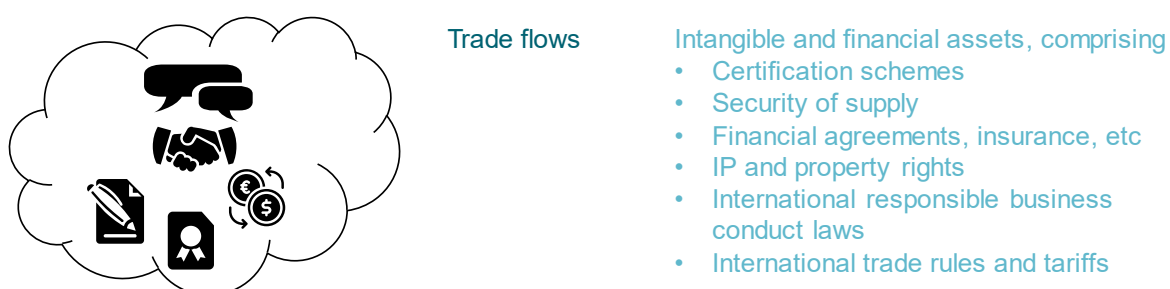 Trade flows
Intangible and financial assets, comprising
• Certification schemes
• Security of supply
• Financial agreements, insurance, etc
• IP and property rights
• International responsible business
conduct laws
• International trade rules and tariffs
€
$